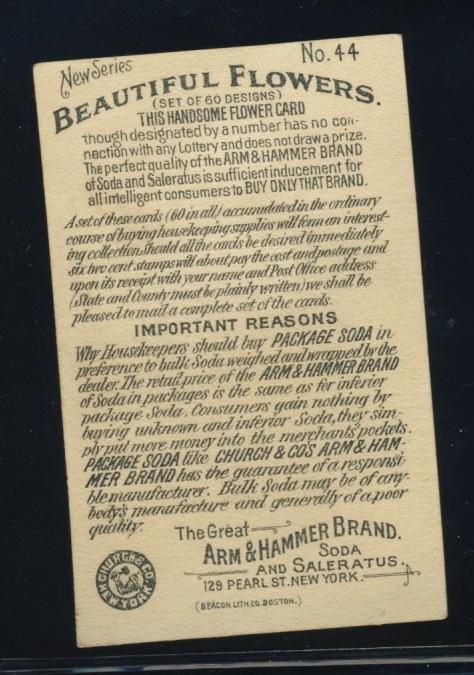 New Series
No. 44
BEAUTIFUL FLOWERS.
(SET OF 60 DESIGNS)
THIS HANDSOME FLOWER CARD
though designated by a number has no con-
nection with any Lottery and does not draw a prize.
The perfect quality of the ARM & HAMMER BRAND
of Soda and Saleratus is sufficient inducement for
all intelligent consumers to BUY ONLY THAT BRAND.
A set of these cards (60 in all) accumulated in the ordinary
course of buying housekeeping supplies will form an interest-
ing collection. Should all the cards be desired immediately
six two cent stamps will about pay the cost and postage and
upon its receipt with your name and Post Office address
(State and County must be plainly written) we shall be
pleased to mail a complete set of the cards.
IMPORTANT REASONS
Why Housekeepers should buy PACKAGE SODA in
preference to bulk Soda weighed and wrapped by the
dealer. The retail price of the ARM & HAMMER BRAND
of Soda in packages is the same as for inferior
package Soda. Consumers gain nothing by
buying unknown and inferior Soda, they sim-
ply put more money into the merchants pockets.
PACKAGE SODA like CHURCH & CO'S ARM & HAM-
MER BRAND has the guarantee of a responsi-
ble manufacturer. Bulk Soda may be of any-
body's manufacture and generally of a poor
quality.
The Great
ARM & HAMMER BRAND.
SODA
AND SALERATUS.
129 PEARL ST. NEW YORK.
(BEACON LITH. CO. BOSTON.)
CHURCH & CO.
NEW YORK